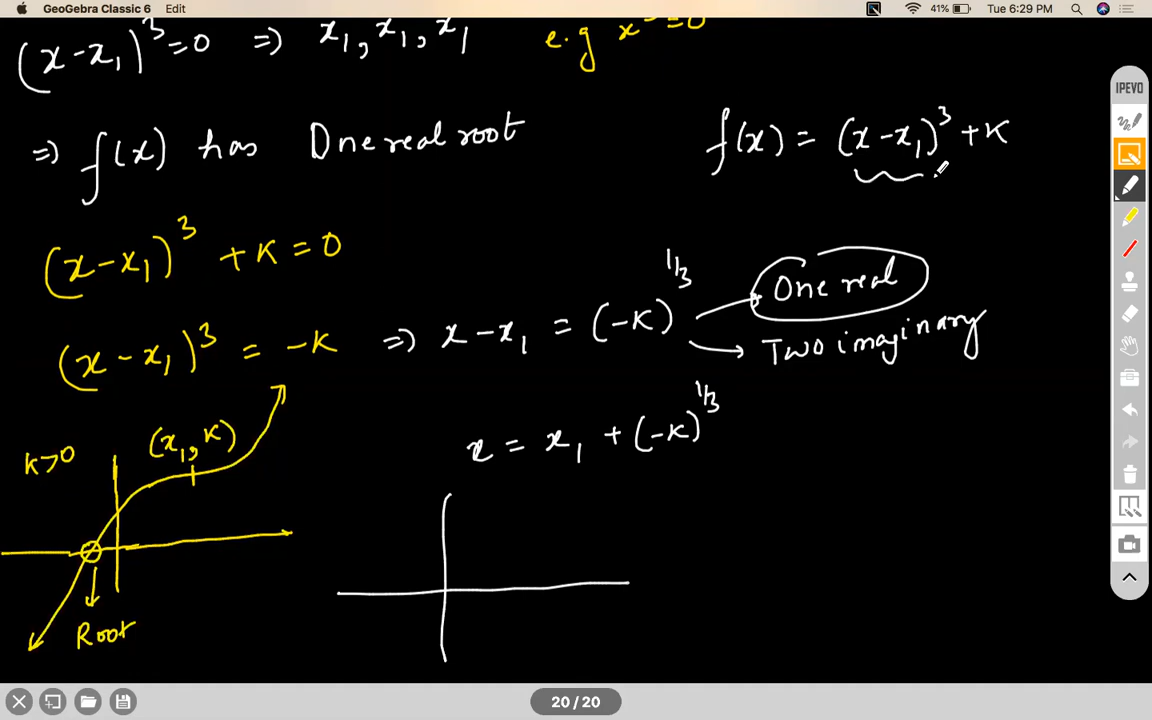 GeoGebra Classic 6 Edit 41% Tue 6:29 PM
(x-x₁)³=0 ⇒ x₁, x₁, x₁ e.g x³=0
IPEVO
⇒ f(x) has One real root
f(x) = (x-x₁)³+K
(x-x₁)³ +K=0
(x-x₁)³ = -K ⇒ x-x₁ = (-K)^1/3
One real
Two imaginary
K>0 (x₁,K)
x = x₁ + (-K)^1/3
Root
20 / 20